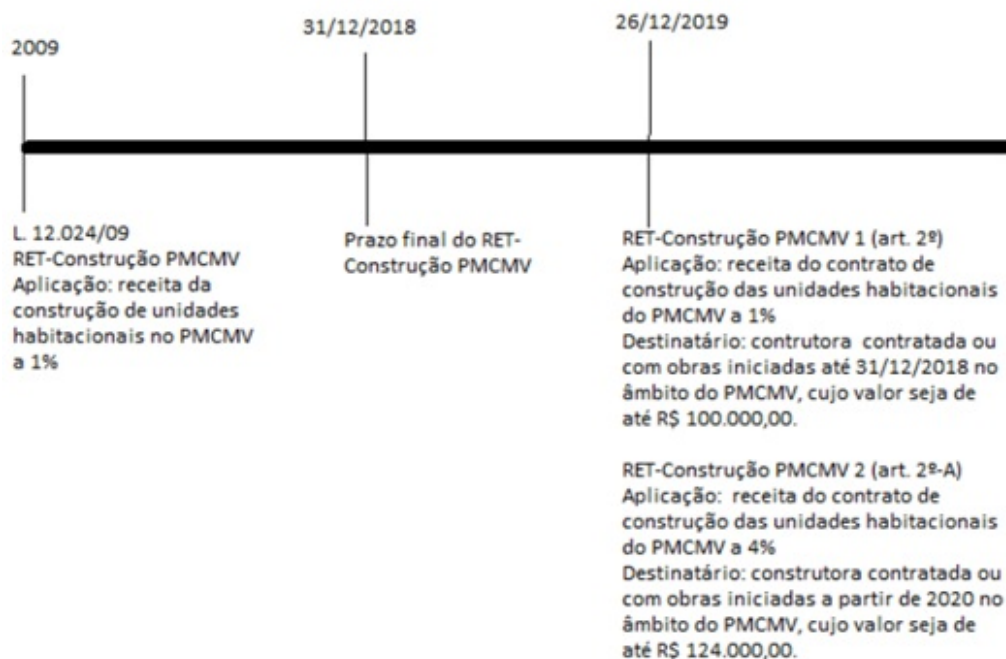 2009
31/12/2018
26/12/2019
L. 12.024/09
RET-Construção PMCMV
Aplicação: receita da
construção de unidades
habitacionais no PMCMV
a 1%
Prazo final do RET-
Construção PMCMV
RET-Construção PMCMV 1 (art. 2º)
Aplicação: receita do contrato de
construção das unidades habitacionais
do PMCMV a 1%
Destinatário: contrutora contratada ou
com obras iniciadas até 31/12/2018 no
âmbito do PMCMV, cujo valor seja de
até R$ 100.000,00.
RET-Construção PMCMV 2 (art. 2º-A)
Aplicação: receita do contrato de
construção das unidades habitacionais
do PMCMV a 4%
Destinatário: construtora contratada ou
com obras iniciadas a partir de 2020 no
âmbito do PMCMV, cujo valor seja de
até R$ 124.000,00.